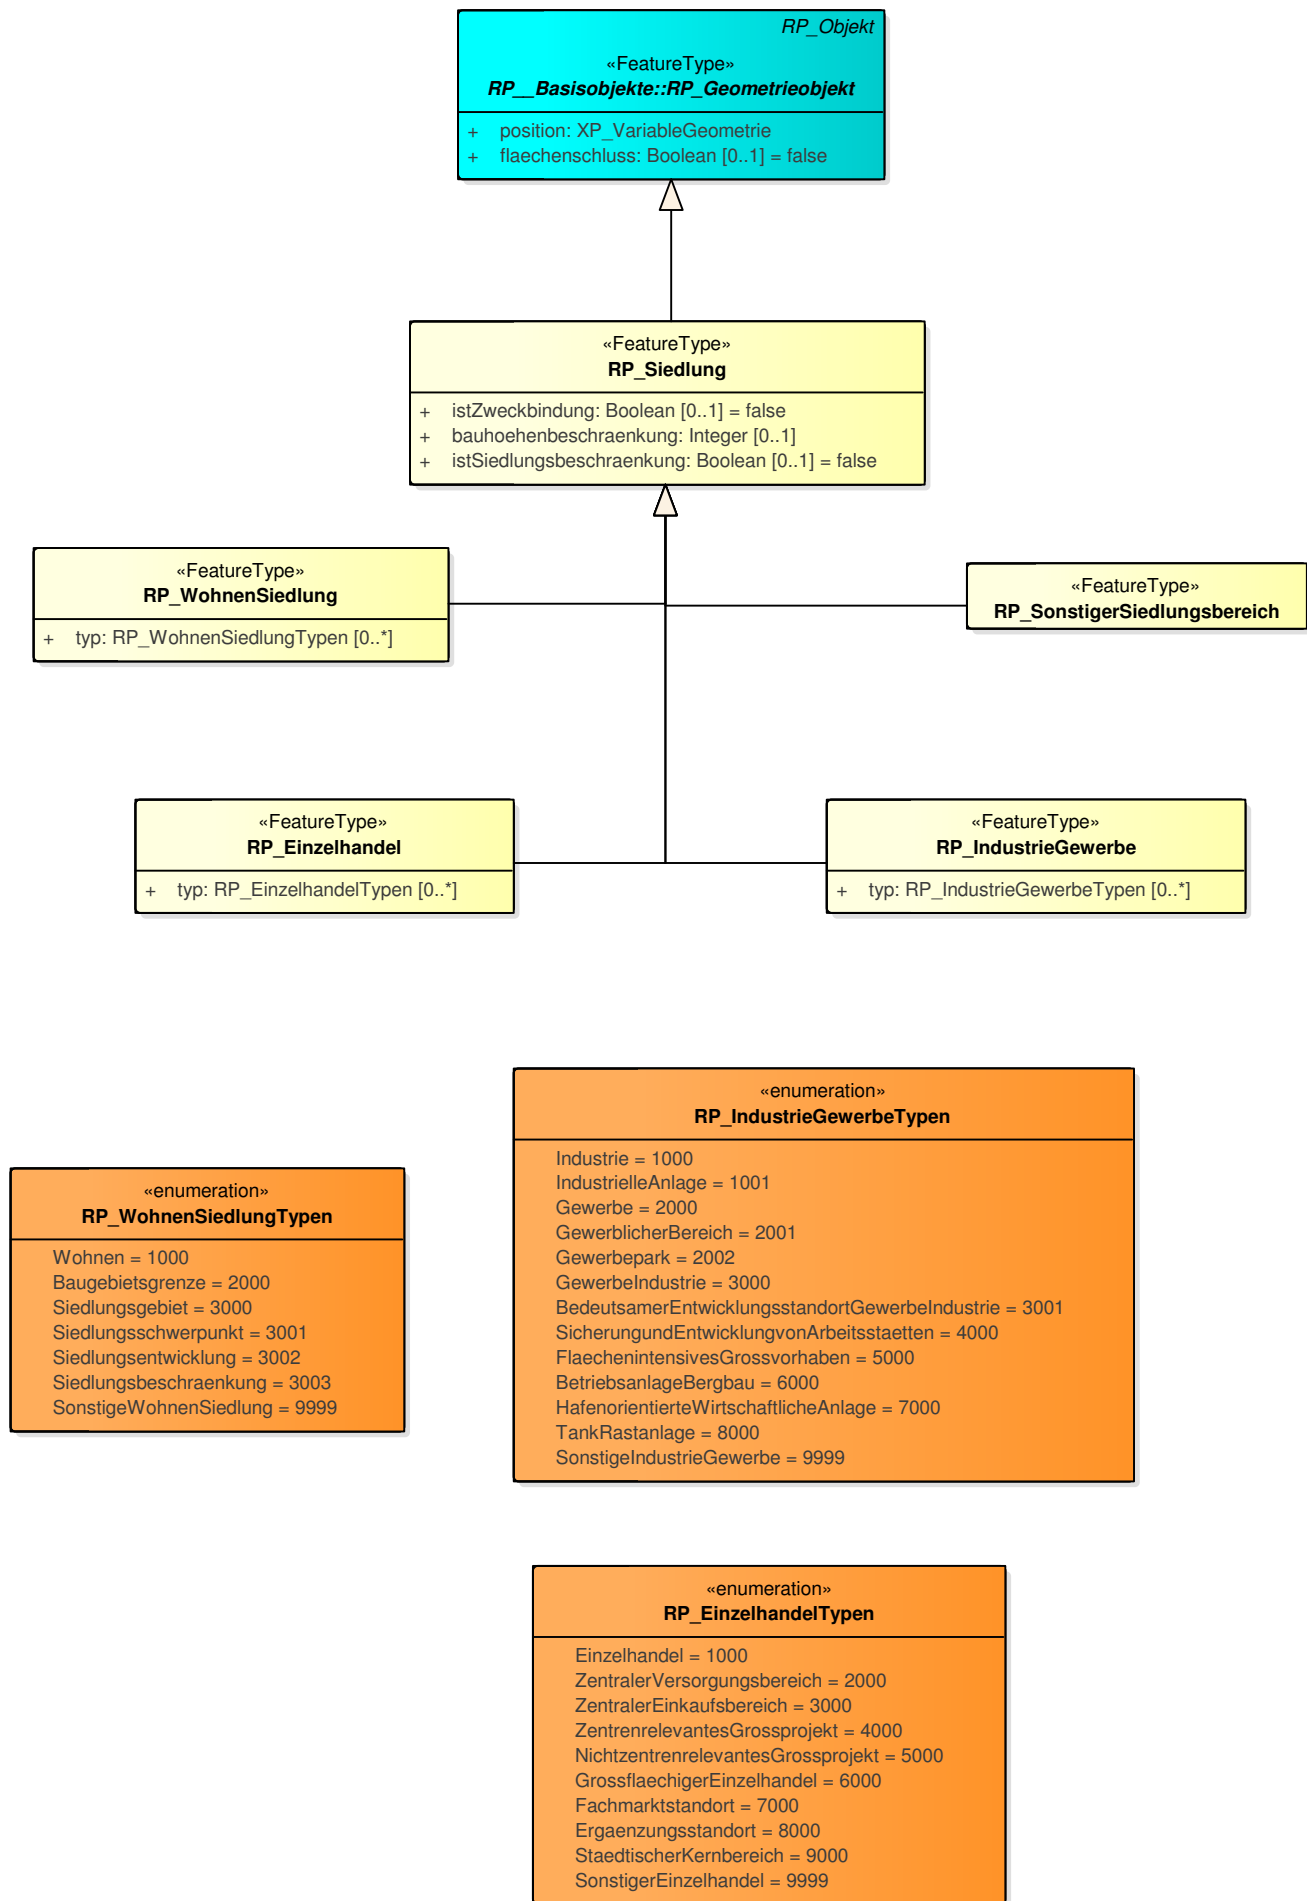 RP_Objekt
«FeatureType»
RP__Basisobjekte::RP_Geometrieobjekt
+ position: XP_VariableGeometrie
+ flaechenschluss: Boolean [0..1] = false
«FeatureType»
RP_Siedlung
+ istZweckbindung: Boolean [0..1] = false
+ bauhoehenbeschraenkung: Integer [0..1]
+ istSiedlungsbeschraenkung: Boolean [0..1] = false
«FeatureType»
RP_WohnenSiedlung
+ typ: RP_WohnenSiedlungTypen [0..*]
«FeatureType»
RP_SonstigerSiedlungsbereich
«FeatureType»
RP_Einzelhandel
+ typ: RP_EinzelhandelTypen [0..*]
«FeatureType»
RP_IndustrieGewerbe
+ typ: RP_IndustrieGewerbeTypen [0..*]
«enumeration»
RP_IndustrieGewerbeTypen
Industrie = 1000
IndustrielleAnlage = 1001
Gewerbe = 2000
GewerblicherBereich = 2001
Gewerbepark = 2002
GewerbeIndustrie = 3000
BedeutsamerEntwicklungsstandortGewerbeIndustrie = 3001
SicherungundEntwicklungvonArbeitsstaetten = 4000
FlaechenintensivesGrossvorhaben = 5000
BetriebsanlageBergbau = 6000
HafenorientierteWirtschaftlicheAnlage = 7000
TankRastanlage = 8000
SonstigeIndustrieGewerbe = 9999
«enumeration»
RP_WohnenSiedlungTypen
Wohnen = 1000
Baugebietsgrenze = 2000
Siedlungsgebiet = 3000
Siedlungsschwerpunkt = 3001
Siedlungsentwicklung = 3002
Siedlungsbeschraenkung = 3003
SonstigeWohnenSiedlung = 9999
«enumeration»
RP_EinzelhandelTypen
Einzelhandel = 1000
ZentralerVersorgungsbereich = 2000
ZentralerEinkaufsbereich = 3000
ZentrenrelevantesGrossprojekt = 4000
NichtzentrenrelevantesGrossprojekt = 5000
GrossflaechigerEinzelhandel = 6000
Fachmarktstandort = 7000
Ergaenzungsstandort = 8000
StaedtischerKernbereich = 9000
SonstigerEinzelhandel = 9999